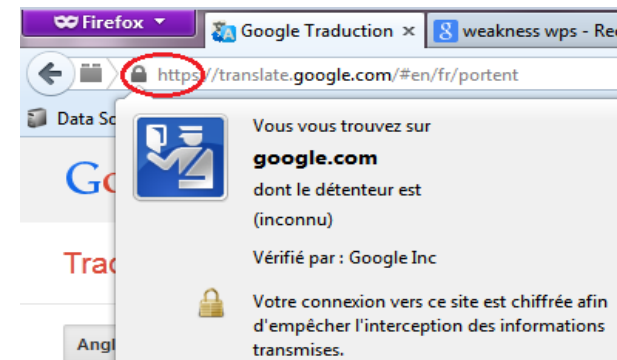 Firefox
Google Traduction × weakness wps - Re
https://translate.google.com/#en/fr/portent
Data Sc
Vous vous trouvez sur
google.com
dont le détenteur est
(inconnu)
Go
Vérifié par : Google Inc
Trad
Votre connexion vers ce site est chiffrée afin
d'empêcher l'interception des informations
transmises.
Angl